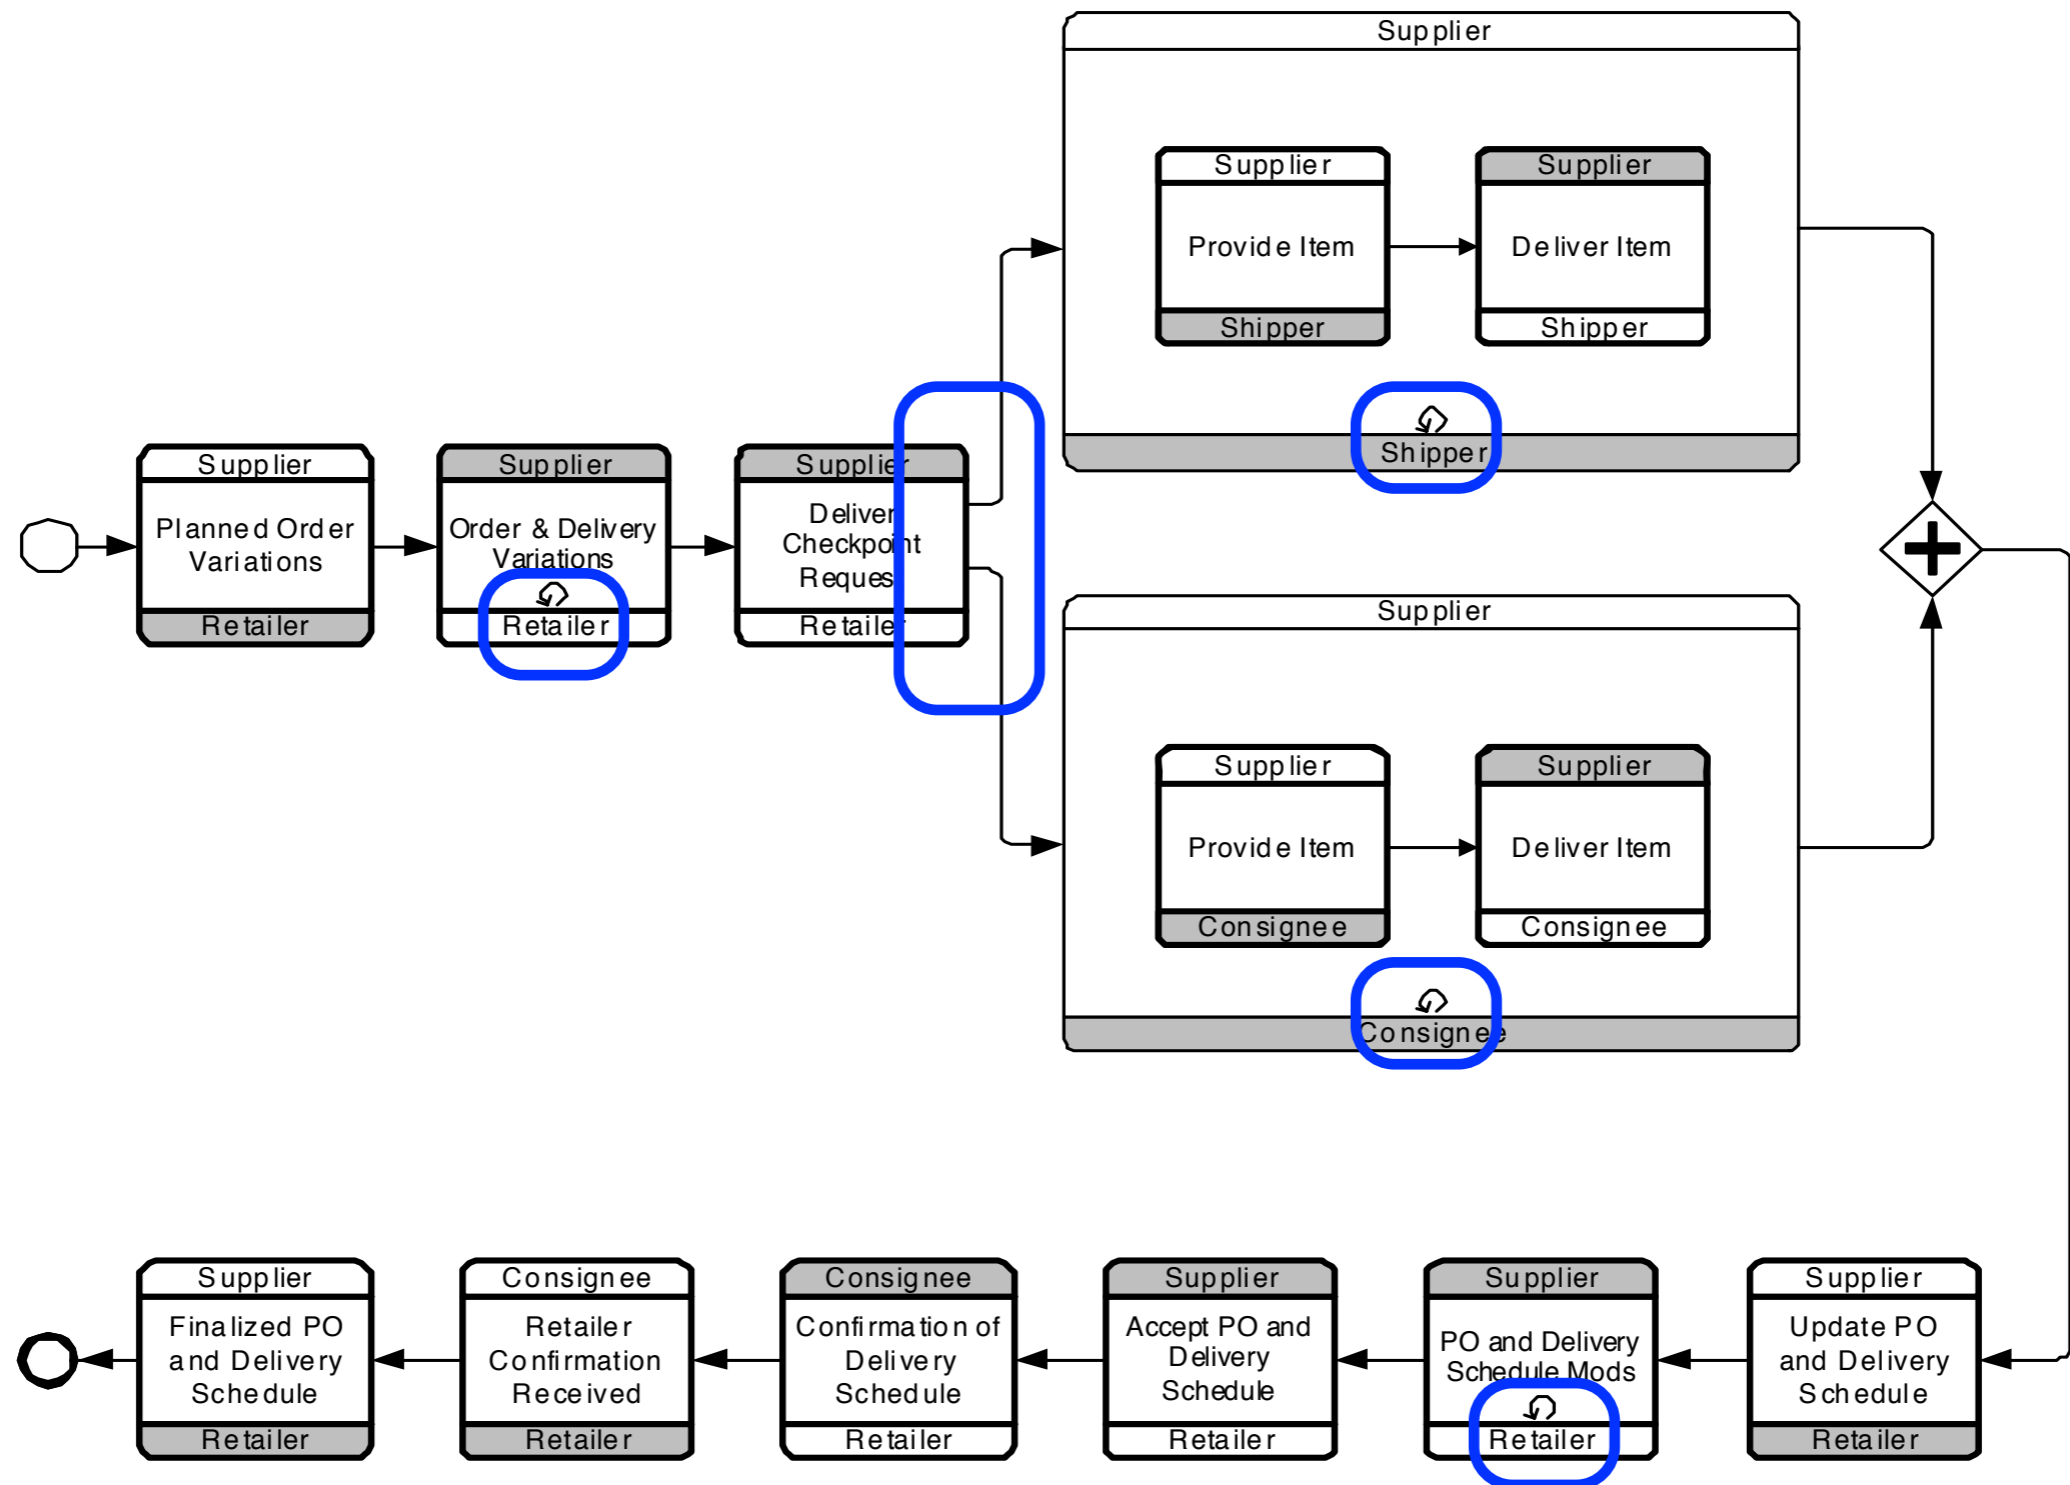 Supplier
Provide Item
Shipper
Supplier
Deliver Item
Shipper
Supplier
Shipper
Supplier
Planned Order
Variations
Retailer
Supplier
Order & Delivery
Variations
Retailer
Supplier
Deliver
Checkpoint
Request
Retailer
Supplier
Supplier
Provide Item
Consignee
Supplier
Deliver Item
Consignee
Consignee
Supplier
Finalized PO
and Delivery
Schedule
Retailer
Consignee
Retailer
Confirmation
Received
Retailer
Consignee
Confirmation of
Delivery
Schedule
Retailer
Supplier
Accept PO and
Delivery
Schedule
Retailer
Supplier
PO and Delivery
Schedule Mods
Retailer
Supplier
Update PO
and Delivery
Schedule
Retailer